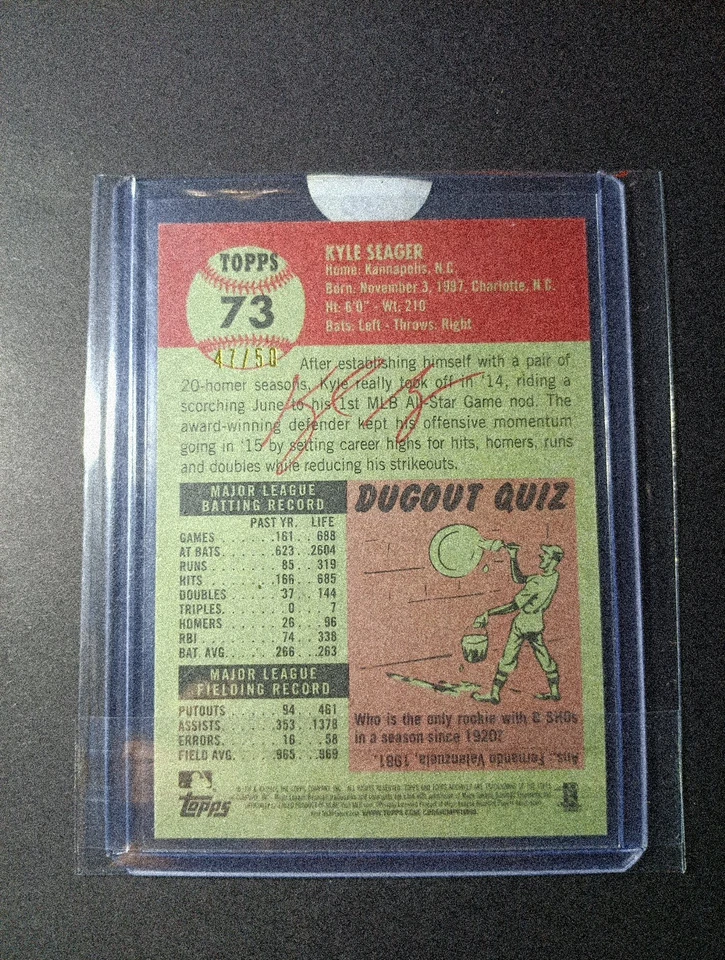 TOPPS
73
47/50
KYLE SEAGER
Home: Kannapolis, N.C.
Born: November 3, 1987, Charlotte, N.C.
Ht: 6'0" - Wt: 210
Bats: Left - Throws: Right
After establishing himself with a pair of
20-homer seasons, Kyle really took off in '14, riding a
scorching June to his 1st MLB All-Star Game nod. The
award-winning defender kept his offensive momentum
going in '15 by setting career highs for hits, homers, runs
and doubles while reducing his strikeouts.
MAJOR LEAGUE
BATTING RECORD
PAST YR. LIFE
GAMES 161 688
AT BATS 623 2604
RUNS 85 319
HITS 166 685
DOUBLES 37 144
TRIPLES 0 7
HOMERS 26 96
RBI 74 338
BAT. AVG. .266 .263
MAJOR LEAGUE
FIELDING RECORD
PUTOUTS 94 461
ASSISTS 353 1378
ERRORS 16 58
FIELD AVG. .965 .969
DUGOUT QUIZ
Who is the only rookie with 8 SHOs
in a season since 1920?
Ans.: Fernando Valenzuela, 1981.
Topps